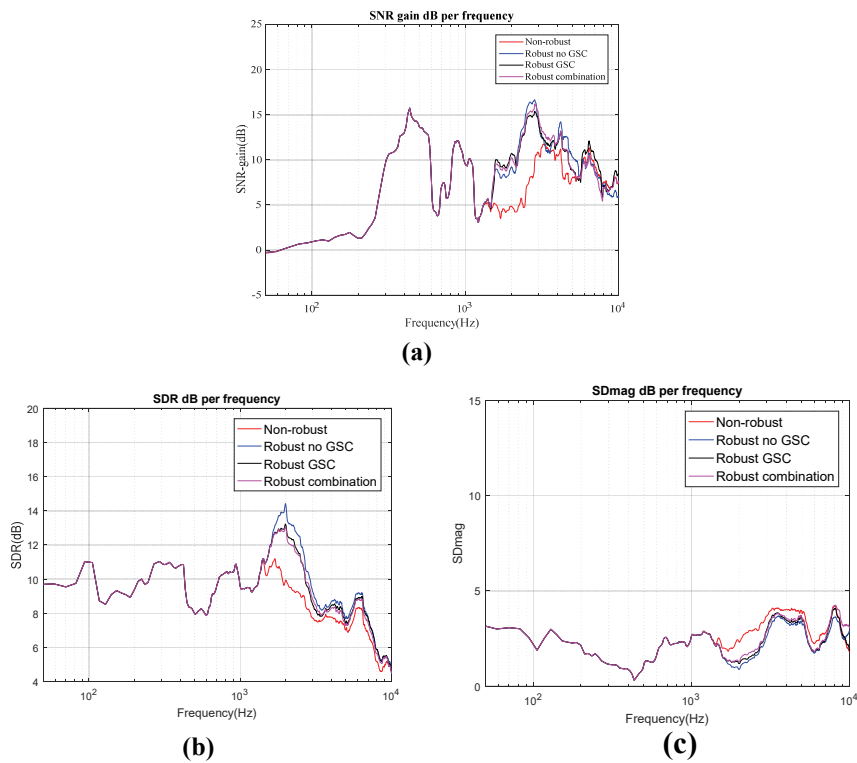 SNR gain dB per frequency
25
20
15
10
5
0
-5
SNR-gain(dB)
Non-robust
Robust no GSC
Robust GSC
Robust combination
10^2
10^3
10^4
Frequency(Hz)
(a)
SDR dB per frequency
20
18
16
14
12
10
8
6
4
SDR(dB)
Non-robust
Robust no GSC
Robust GSC
Robust combination
10^2
10^3
10^4
Frequency(Hz)
(b)
SDmag dB per frequency
15
10
5
0
SDmag
Non-robust
Robust no GSC
Robust GSC
Robust combination
10^2
10^3
10^4
Frequency(Hz)
(c)